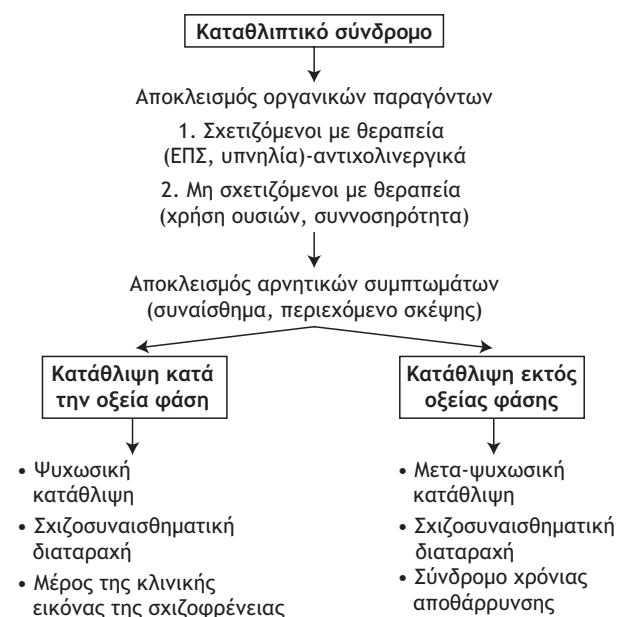 Καταθλιπτικό σύνδρομο
Αποκλεισμός οργανικών παραγόντων
1. Σχετιζόμενοι με θεραπεία
(ΕΠΣ, υπνηλία)-αντιχολινεργικά
2. Μη σχετιζόμενοι με θεραπεία
(χρήση ουσιών, συννοσηρότητα)
Αποκλεισμός αρνητικών συμπτωμάτων
(συναίσθημα, περιεχόμενο σκέψης)
Κατάθλιψη κατά
την οξεία φάση
• Ψυχωσική
κατάθλιψη
• Σχιζοσυναισθηματική
διαταραχή
• Μέρος της κλινικής
εικόνας της σχιζοφρένειας
Κατάθλιψη εκτός
οξείας φάσης
• Μετα-ψυχωσική
κατάθλιψη
• Σχιζοσυναισθηματική
διαταραχή
• Σύνδρομο χρόνιας
αποθάρρυνσης